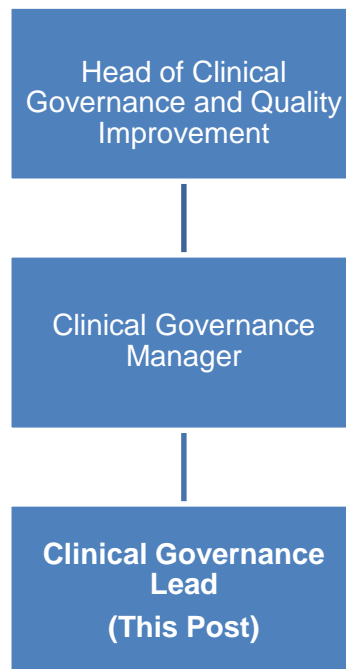 Head of Clinical
Governance and Quality
Improvement
Clinical Governance
Manager
Clinical Governance
Lead
(This Post)